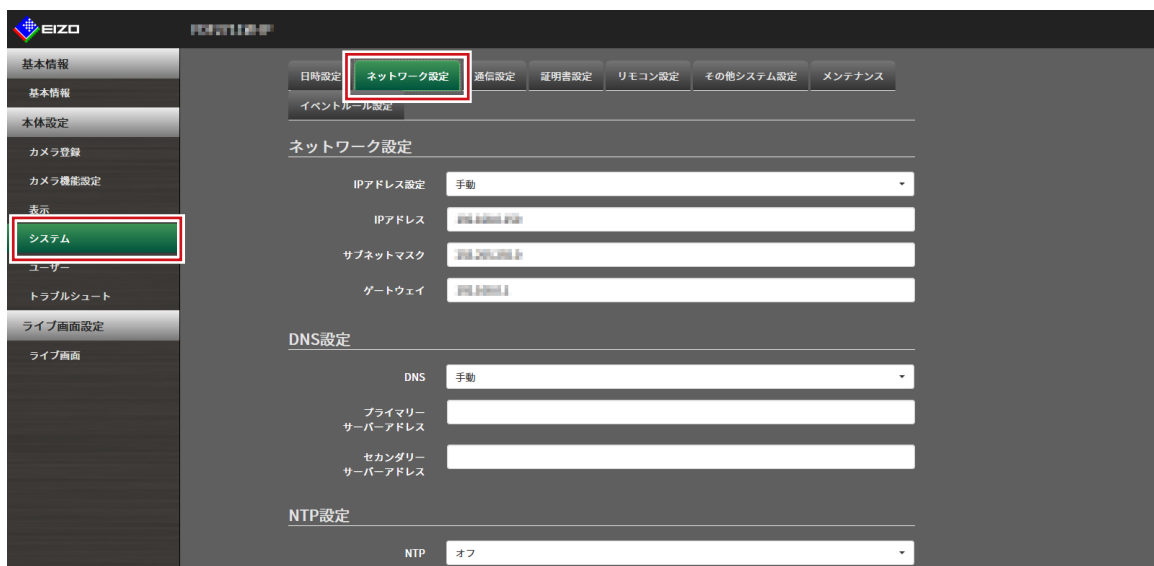 EIZO
基本情報
基本情報
本体設定
カメラ登録
カメラ機能設定
表示
システム
ユーザー
トラブルシュート
ライブ画面設定
ライブ画面
日時設定 ネットワーク設定 通信設定 証明書設定 リモコン設定 その他システム設定 メンテナンス
イベントルール設定
ネットワーク設定
IPアドレス設定 手動
IPアドレス
サブネットマスク
ゲートウェイ
DNS設定
DNS 手動
プライマリー
サーバーアドレス
セカンダリー
サーバーアドレス
NTP設定
NTP オフ